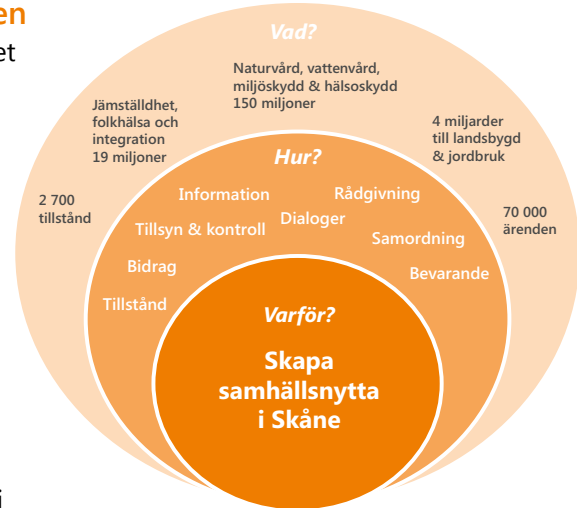 en
et
Vad?
Naturvård, vattenvård,
miljöskydd & hälsoskydd
150 miljoner
Jämställdhet,
folkhälsa och
integration
19 miljoner
4 miljarder
till landsbygd
& jordbruk
2 700
tillstånd
70 000
ärenden
Hur?
Information
Rådgivning
Tillsyn & kontroll
Dialoger
Samordning
Bidrag
Bevarande
Tillstånd
Varför?
Skapa
samhällsnytta
i Skåne
i